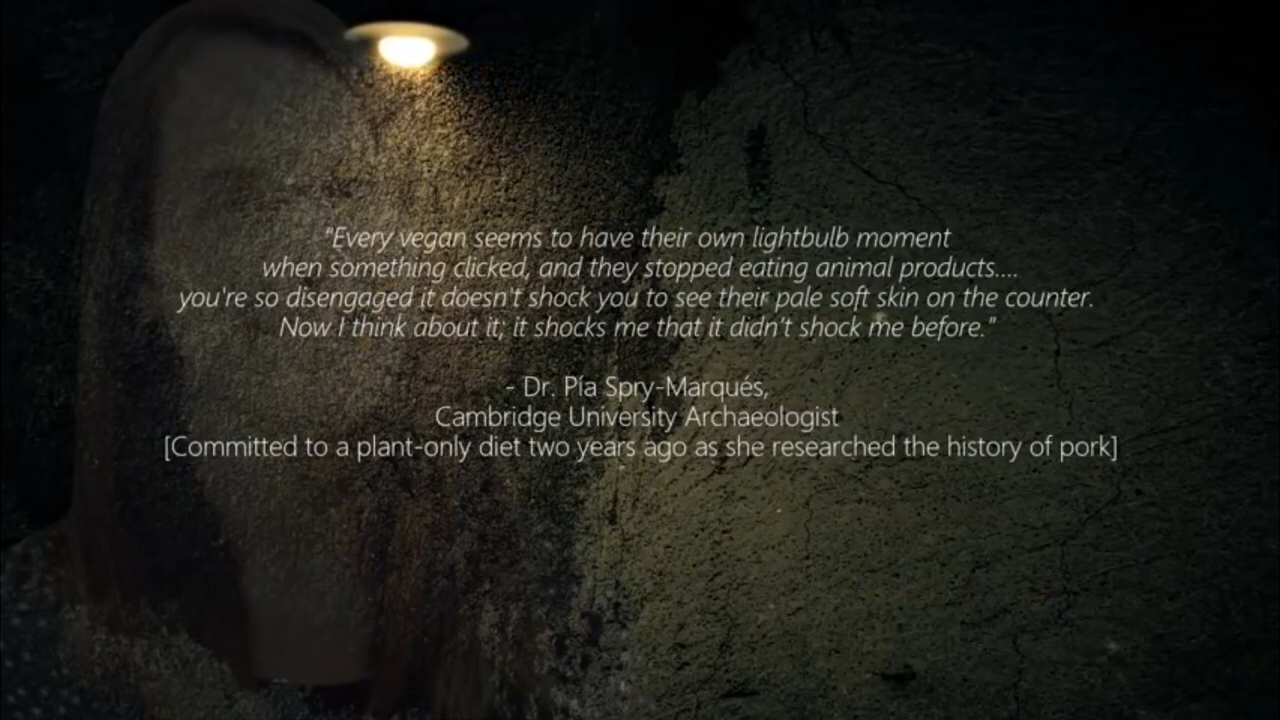 "Every vegan seems to have their own lightbulb moment
when something clicked, and they stopped eating animal products....
you're so disengaged it doesn't shock you to see their pale soft skin on the counter.
Now I think about it; it shocks me that it didn't shock me before."
- Dr. Pía Spry-Marqués,
Cambridge University Archaeologist
[Committed to a plant-only diet two years ago as she researched the history of pork]